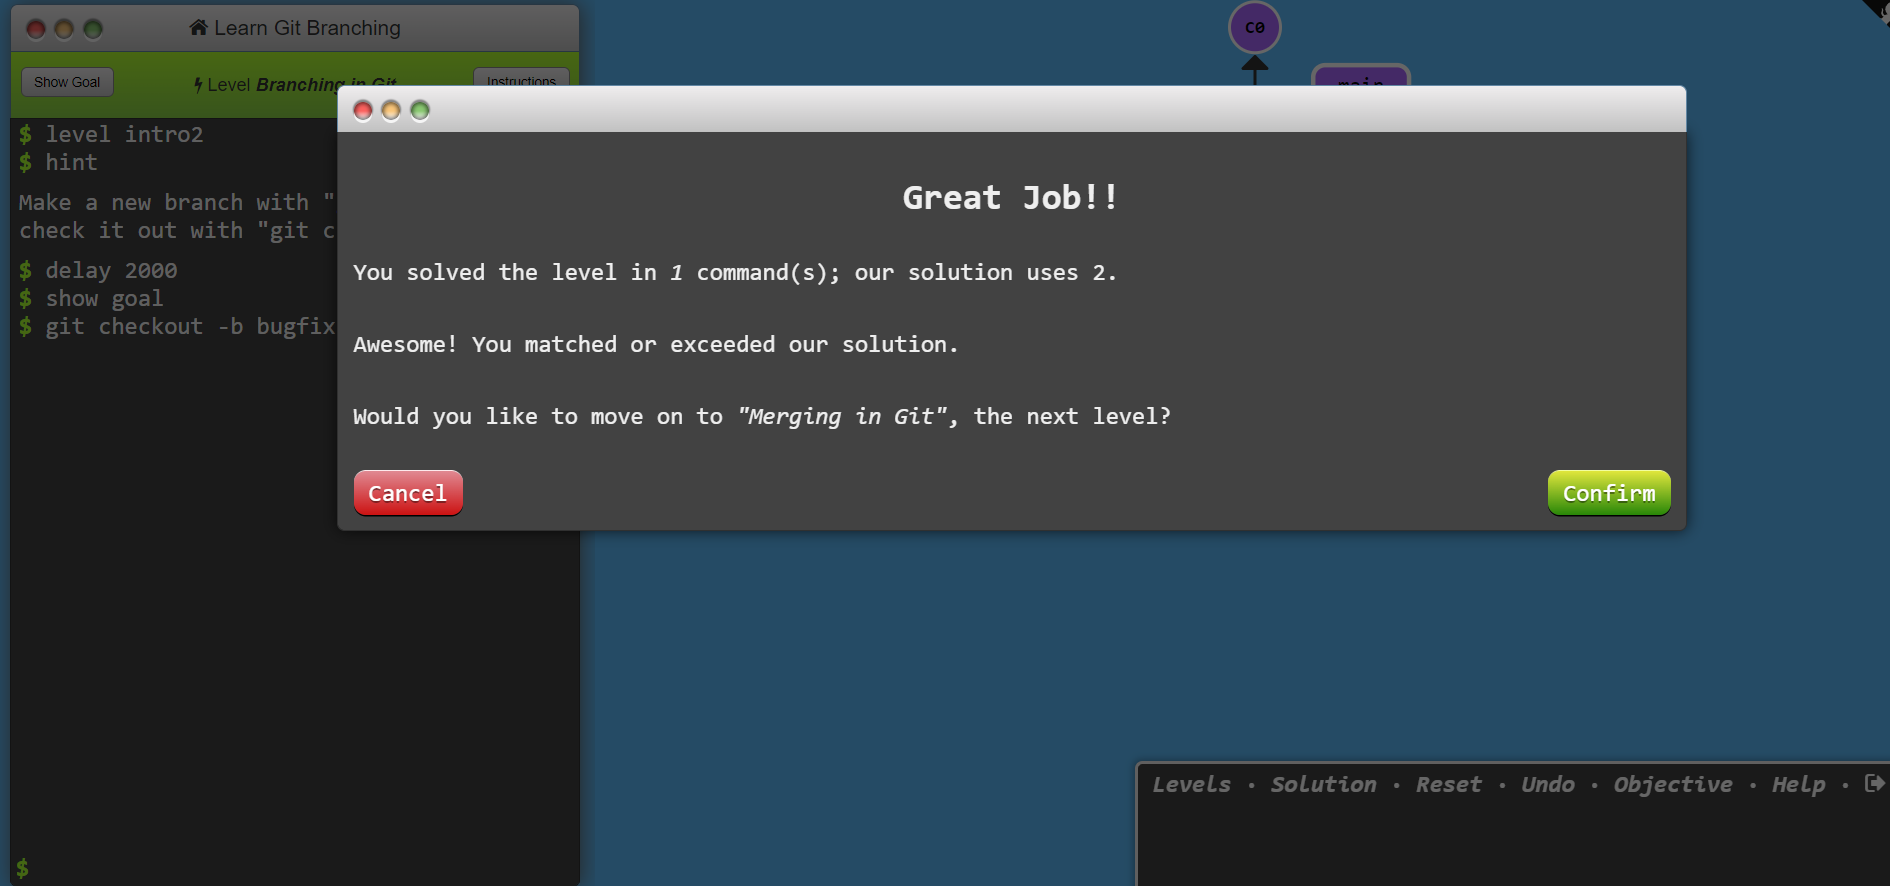 Learn Git Branching
Show Goal
Level Branching in Git
Instructions
$ level intro2
$ hint
Make a new branch with "
check it out with "git c
$ delay 2000
$ show goal
$ git checkout -b bugfix
$
C0
main
Great Job!!
You solved the level in 1 command(s); our solution uses 2.
Awesome! You matched or exceeded our solution.
Would you like to move on to "Merging in Git", the next level?
Cancel
Confirm
Levels • Solution • Reset • Undo • Objective • Help •